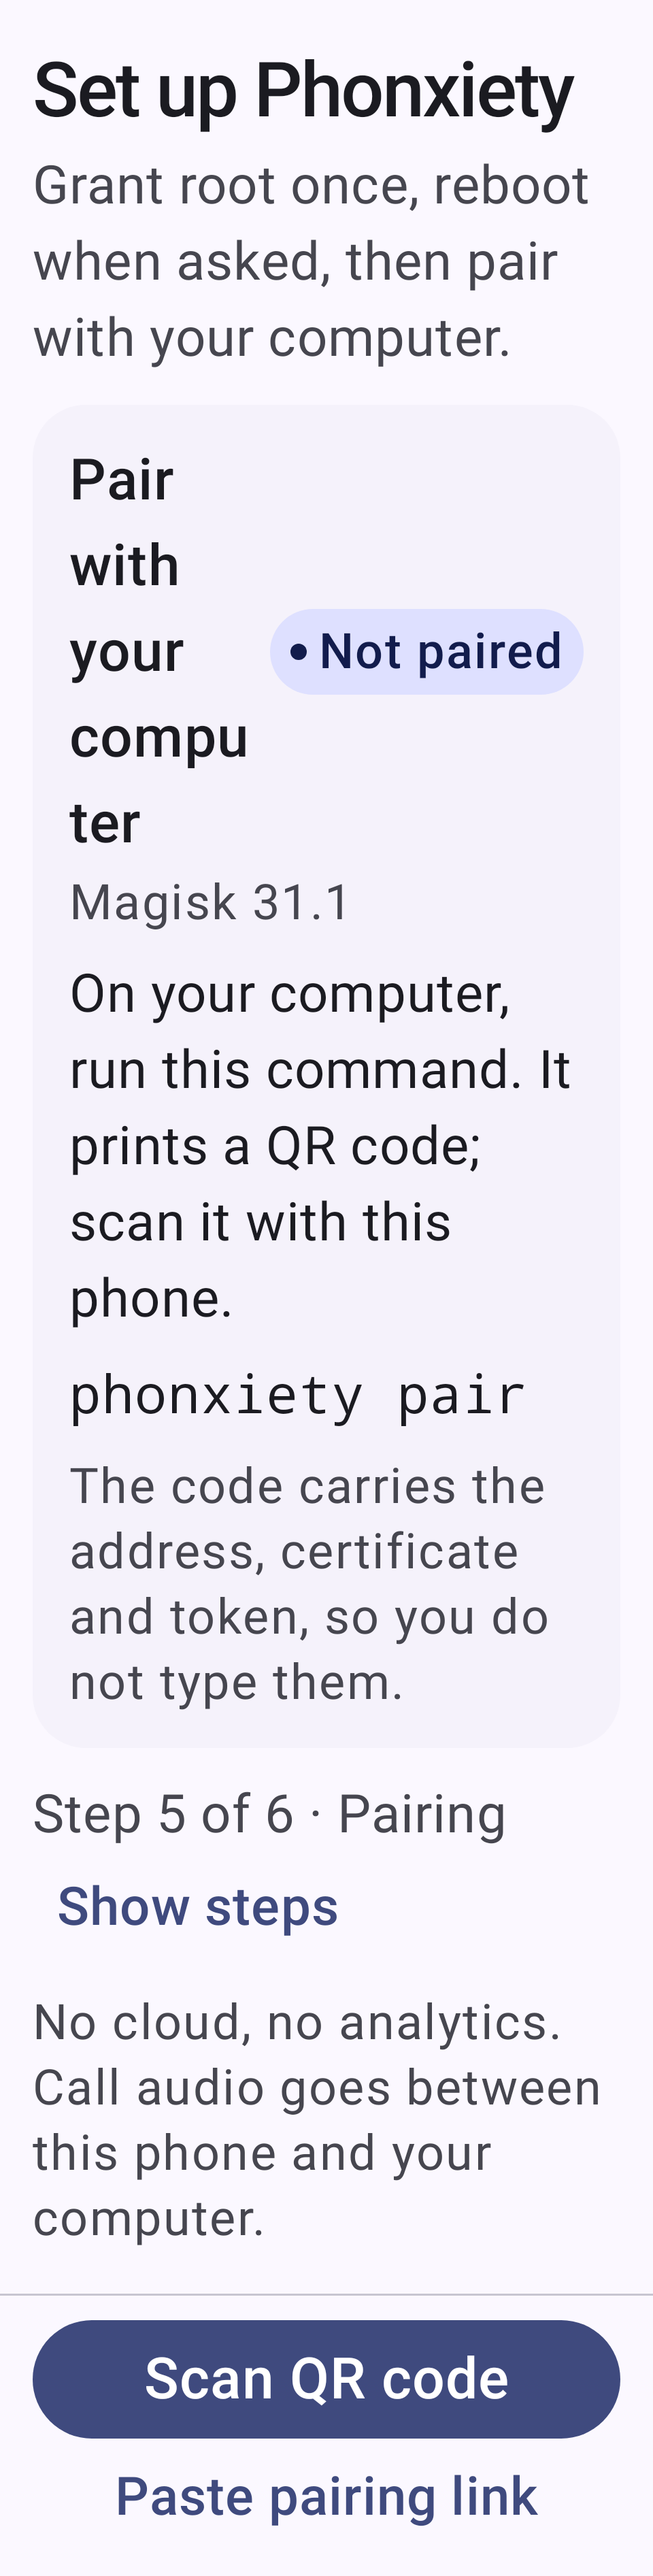 Set up Phonxiety
Grant root once, reboot
when asked, then pair
with your computer.
Pair
with
your
compu
ter
• Not paired
Magisk 31.1
On your computer,
run this command. It
prints a QR code;
scan it with this
phone.
phonxiety pair
The code carries the
address, certificate
and token, so you do
not type them.
Step 5 of 6 · Pairing
Show steps
No cloud, no analytics.
Call audio goes between
this phone and your
computer.
Scan QR code
Paste pairing link